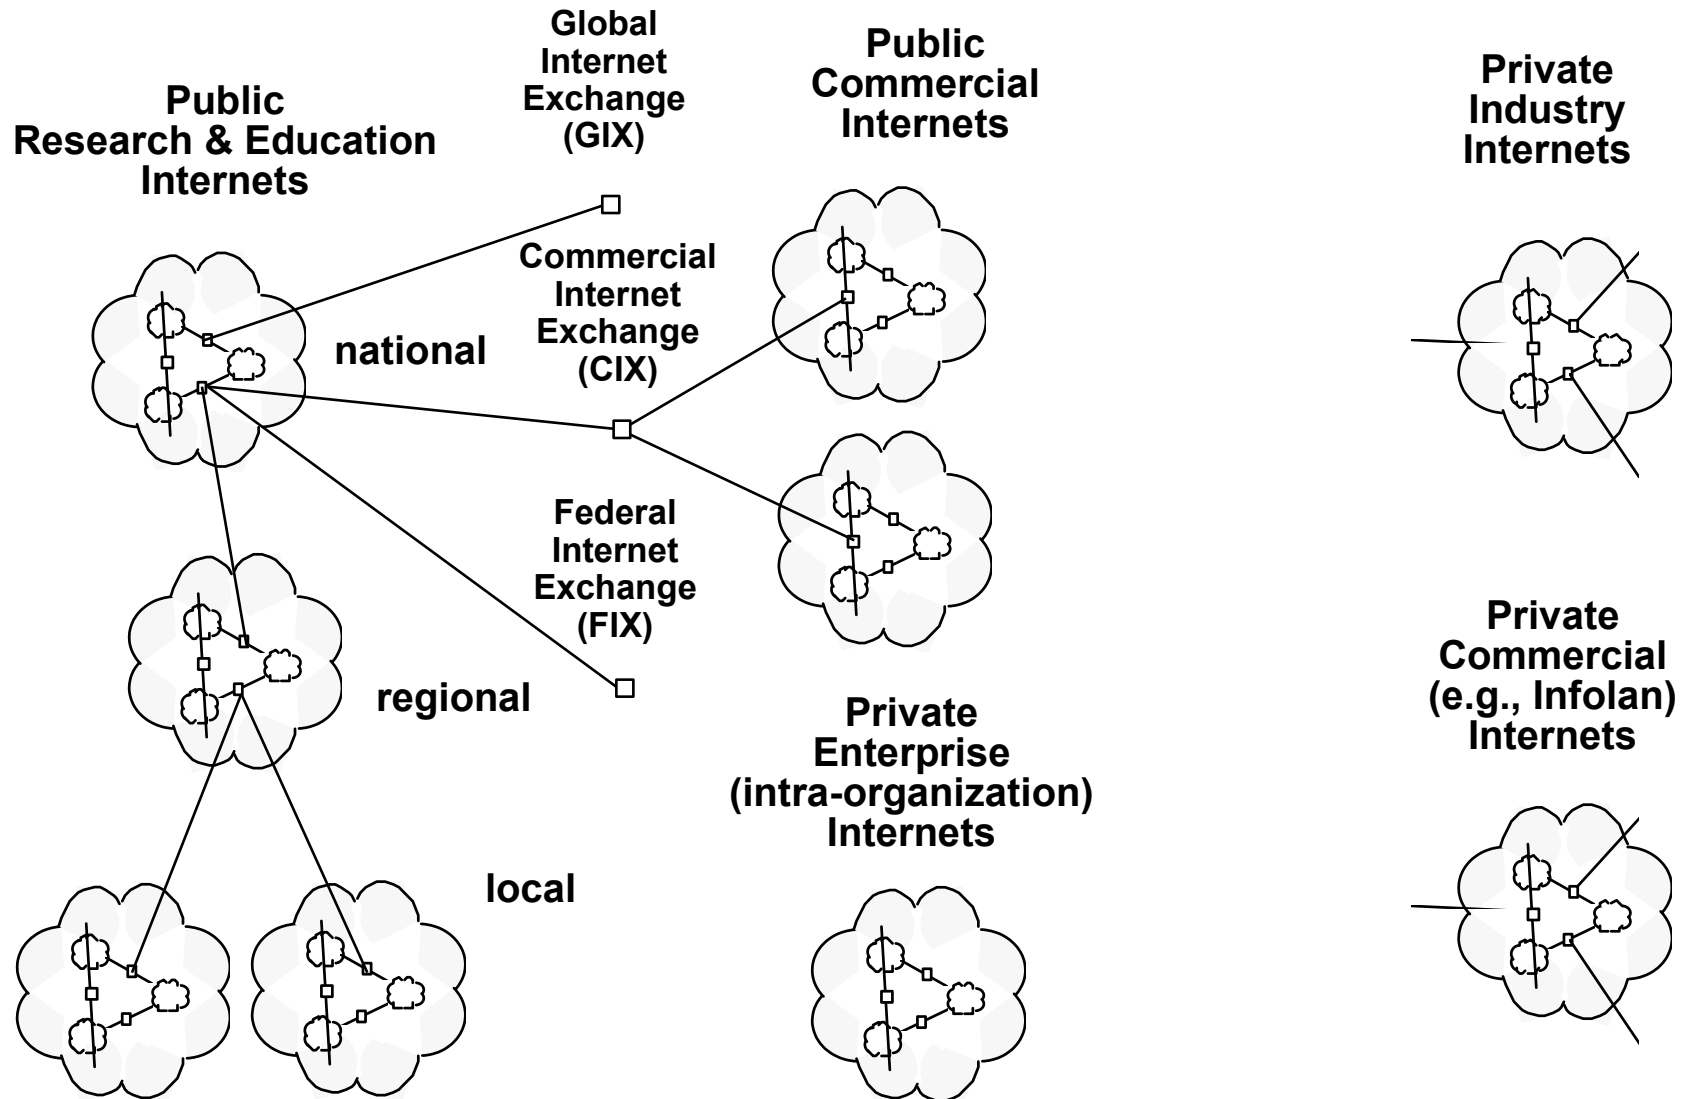 Global
Internet
Exchange
(GIX)
Public
Commercial
Internets
Private
Industry
Internets
Public
Research & Education
Internets
Commercial
Internet
Exchange
(CIX)
national
Federal
Internet
Exchange
(FIX)
Private
Commercial
(e.g., Infolan)
Internets
regional
Private
Enterprise
(intra-organization)
Internets
local